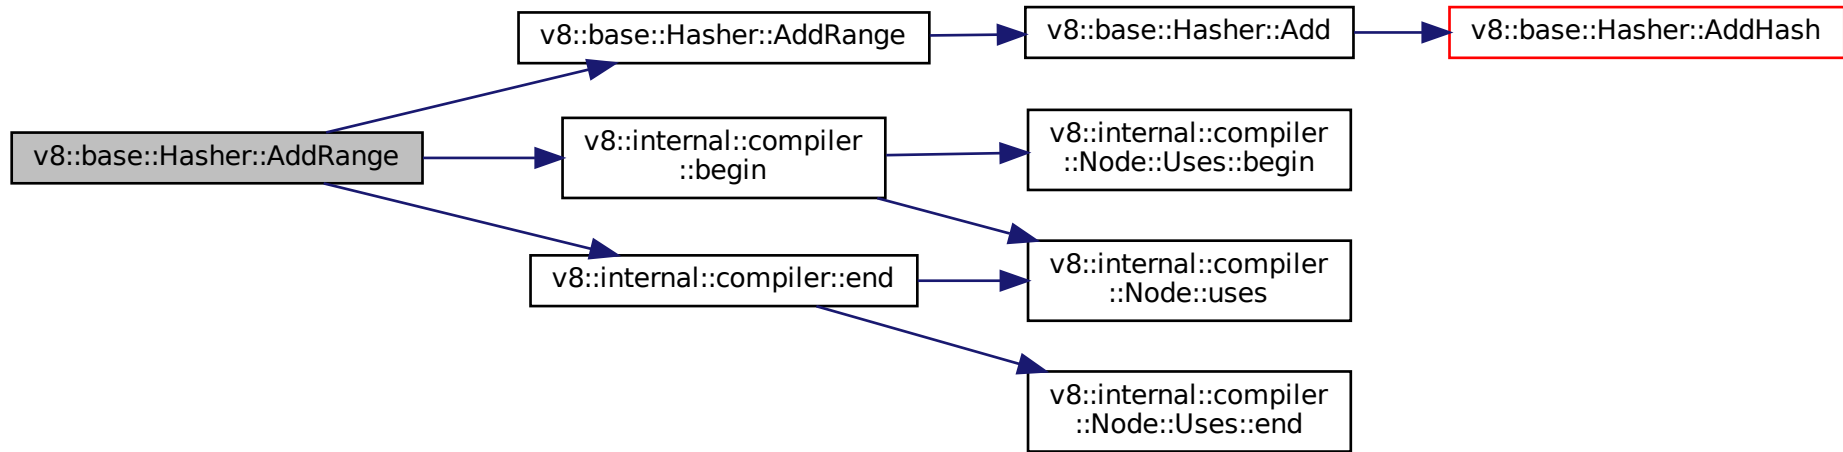 v8::base::Hasher::AddRange
v8::base::Hasher::AddRange
v8::base::Hasher::Add
v8::base::Hasher::AddHash
v8::internal::compiler
::begin
v8::internal::compiler
::Node::Uses::begin
v8::internal::compiler::end
v8::internal::compiler
::Node::uses
v8::internal::compiler
::Node::Uses::end